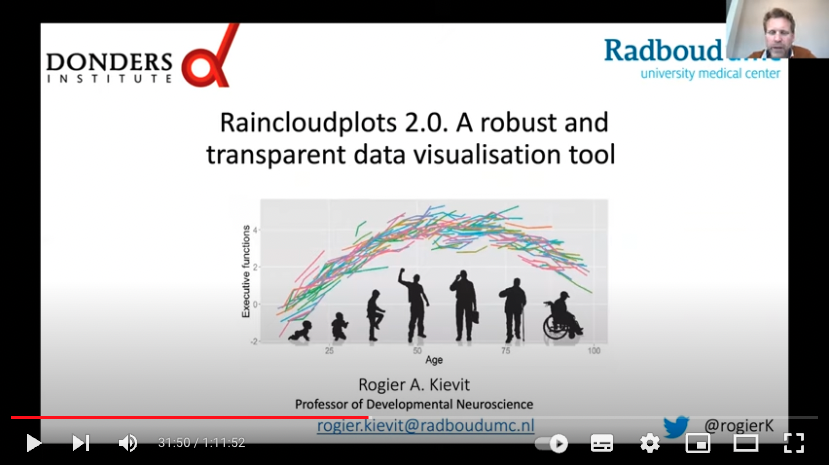 DONDERS
INSTITUTE
Radboudumc
university medical center
Raincloudplots 2.0. A robust and
transparent data visualisation tool
Executive functions
4
2
0
-2
25
50
75
100
Age
Rogier A. Kievit
Professor of Developmental Neuroscience
rogier.kievit@radboudumc.nl
@rogierK
31:50 / 1:11:52